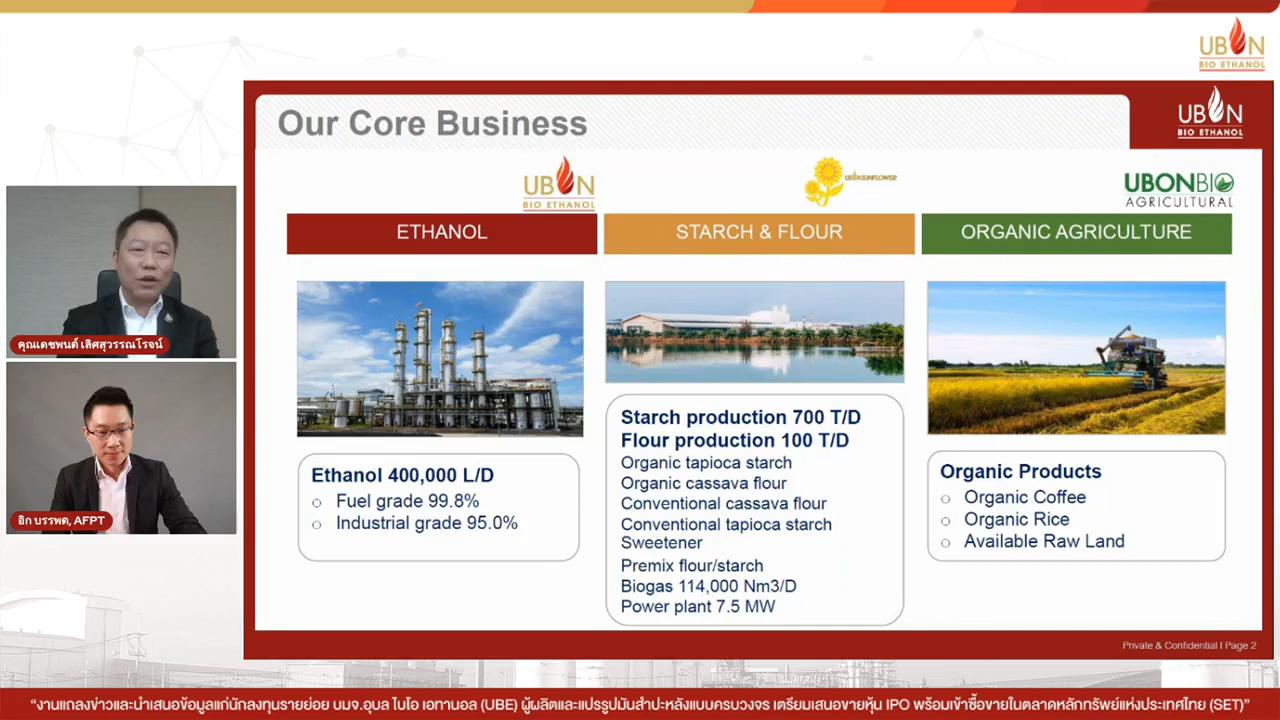 UBON
BIO ETHANOL
UBON
BIO ETHANOL
Our Core Business
UBON
BIO ETHANOL
UBONSUNFLOWER
UBONBIO
AGRICULTURAL
ETHANOL
STARCH & FLOUR
ORGANIC AGRICULTURE
Ethanol 400,000 L/D
Fuel grade 99.8%
Industrial grade 95.0%
Starch production 700 T/D
Flour production 100 T/D
Organic tapioca starch
Organic cassava flour
Conventional cassava flour
Conventional tapioca starch
Sweetener
Premix flour/starch
Biogas 114,000 Nm3/D
Power plant 7.5 MW
Organic Products
Organic Coffee
Organic Rice
Available Raw Land
คุณเดชพนต์ เลิศสุวรรณโรจน์
อิก บรรพต, AFPT
Private & Confidential I Page 2
“งานแถลงข่าวและนำเสนอข้อมูลแก่นักลงทุนรายย่อย บมจ.อุบล ไบโอ เอทานอล (UBE) ผู้ผลิตและแปรรูปมันสำปะหลังแบบครบวงจร เตรียมเสนอขายหุ้น IPO พร้อมเข้าซื้อขายในตลาดหลักทรัพย์แห่งประเทศไทย (SET)”